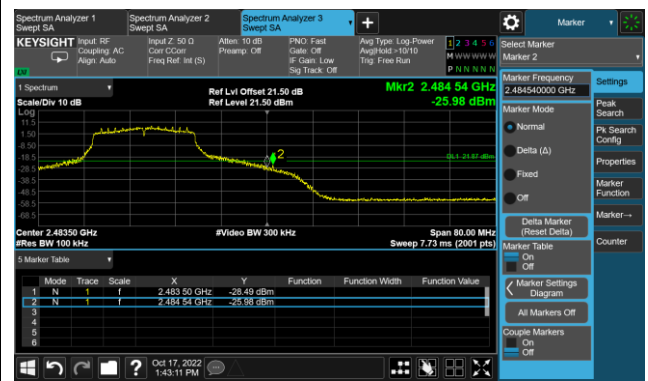 Spectrum Analyzer 1
Swept SA
Spectrum Analyzer 2
Swept SA
Spectrum Analyzer 3
Swept SA
+
Marker
KEYSIGHT
Input: RF
Coupling: AC
Align: Auto
Input Z: 50 Ω
Corr CCorr
Freq Ref: Int (S)
Atten: 10 dB
Preamp: Off
PNO: Fast
Gate: Off
IF Gain: Low
Sig Track: Off
Avg Type: Log-Power
Avg|Hold:>10/10
Trig: Free Run
1 2 3 4 5 6
M W W W W W
P N N N N N
Select Marker
Marker 2
1 Spectrum
Scale/Div 10 dB
Ref Lvl Offset 21.50 dB
Ref Level 21.50 dBm
Mkr2 2.484 54 GHz
-25.98 dBm
Log
11.5
1.50
-8.50
-18.5
-28.5
-38.5
-48.5
-58.5
-68.5
2
DL1 -21.87 dBm
Center 2.48350 GHz
#Res BW 100 kHz
#Video BW 300 kHz
Span 80.00 MHz
Sweep 7.73 ms (2001 pts)
5 Marker Table
Mode Trace Scale X Y Function Function Width Function Value
1 N 1 f 2.483 50 GHz -28.49 dBm
2 N 1 f 2.484 54 GHz -25.98 dBm
3
4
5
6
Marker Frequency
2.484540000 GHz
Marker Mode
Normal
Delta (Δ)
Fixed
Off
Delta Marker
(Reset Delta)
Marker Table
On
Off
Marker Settings
Diagram
All Markers Off
Couple Markers
On
Off
Settings
Peak
Search
Pk Search
Config
Properties
Marker
Function
Marker→
Counter
?
Oct 17, 2022
1:43:11 PM